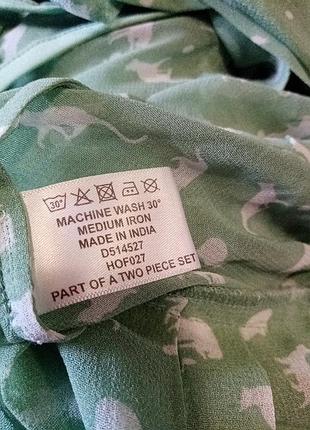 30°
MACHINE WASH 30°
MEDIUM IRON
MADE IN INDIA
D514527
HOF027
PART OF A TWO PIECE SET